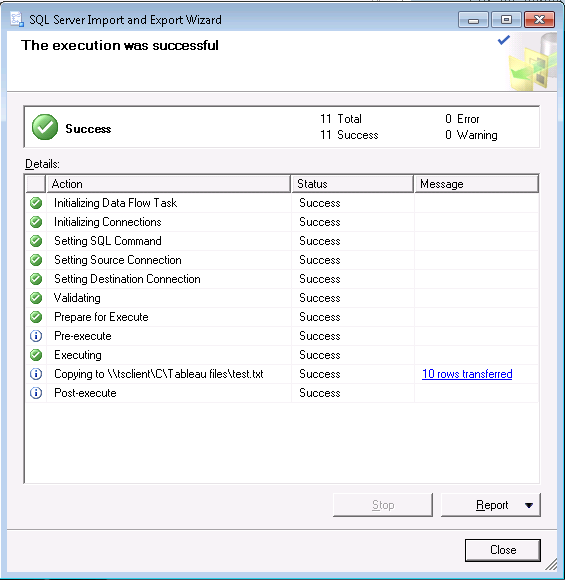 SQL Server Import and Export Wizard
The execution was successful
Success
11 Total 0 Error
11 Success 0 Warning
Details:
Action Status Message
Initializing Data Flow Task Success
Initializing Connections Success
Setting SQL Command Success
Setting Source Connection Success
Setting Destination Connection Success
Validating Success
Prepare for Execute Success
Pre-execute Success
Executing Success
Copying to \\tsclient\C\Tableau files\test.txt Success 10 rows transferred
Post-execute Success
Stop Report
Close